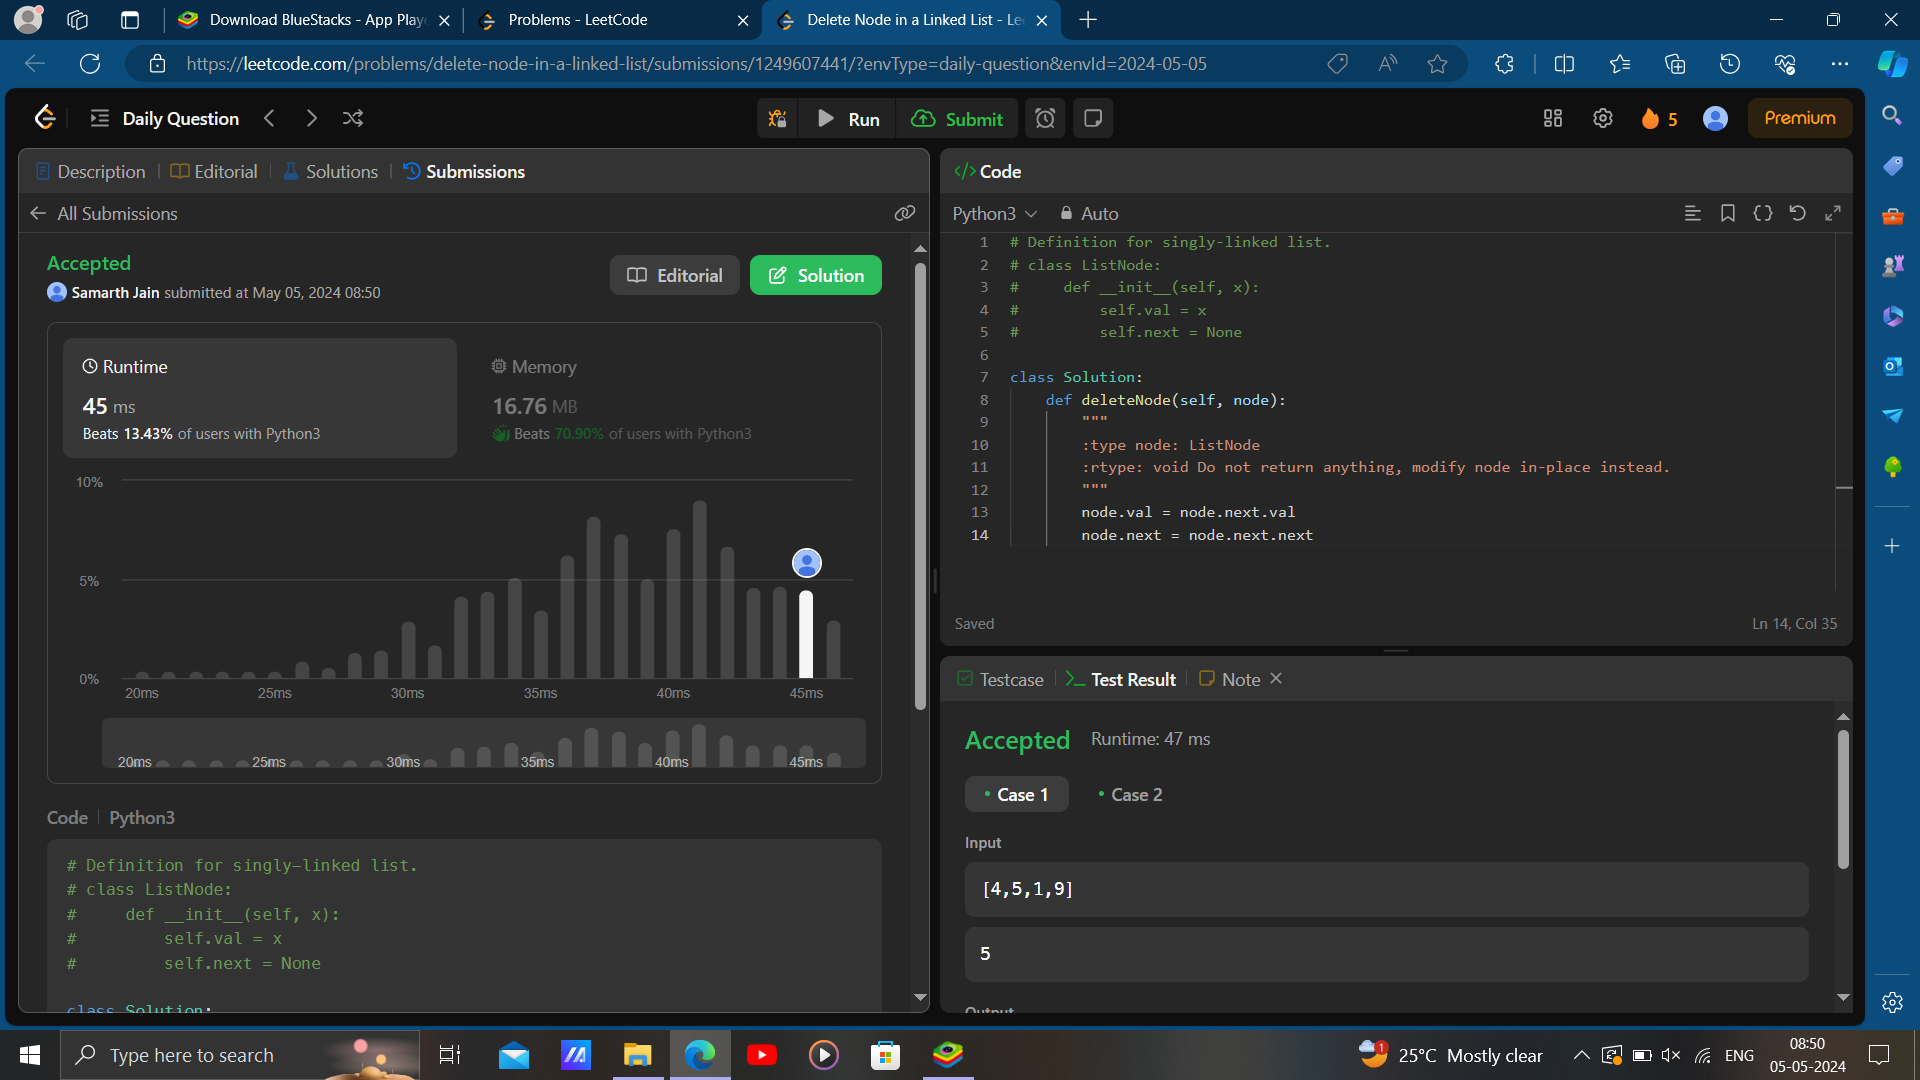 Download BlueStacks - App Playe
Problems - LeetCode
Delete Node in a Linked List - Le
https://leetcode.com/problems/delete-node-in-a-linked-list/submissions/1249607441/?envType=daily-question&envId=2024-05-05
Daily Question
Run
Submit
5
Premium
Description
Editorial
Solutions
Submissions
All Submissions
Accepted
Samarth Jain submitted at May 05, 2024 08:50
Editorial
Solution
Runtime
45 ms
Beats 13.43% of users with Python3
Memory
16.76 MB
Beats 70.90% of users with Python3
10%
5%
0%
20ms 25ms 30ms 35ms 40ms 45ms
20ms 25ms 30ms 35ms 40ms 45ms
Code Python3
# Definition for singly-linked list.
# class ListNode:
#     def __init__(self, x):
#         self.val = x
#         self.next = None
class Solution:
</> Code
Python3
Auto
1 # Definition for singly-linked list.
2 # class ListNode:
3 #     def __init__(self, x):
4 #         self.val = x
5 #         self.next = None
6
7 class Solution:
8     def deleteNode(self, node):
9         """
10         :type node: ListNode
11         :rtype: void Do not return anything, modify node in-place instead.
12         """
13         node.val = node.next.val
14         node.next = node.next.next
Saved
Ln 14, Col 35
Testcase
Test Result
Note
Accepted
Runtime: 47 ms
Case 1
Case 2
Input
[4,5,1,9]
5
Output
Type here to search
1
25°C Mostly clear
ENG
08:50
05-05-2024